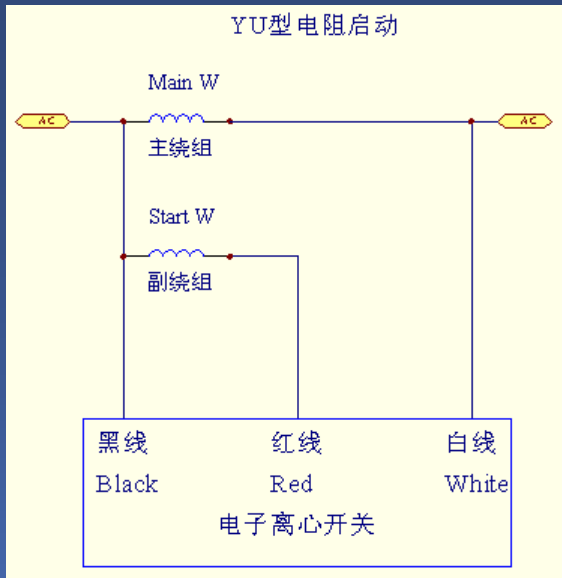 YU型电阻启动
Main W
AC
AC
主绕组
Start W
副绕组
黑线 红线 白线
Black Red White
电子离心开关